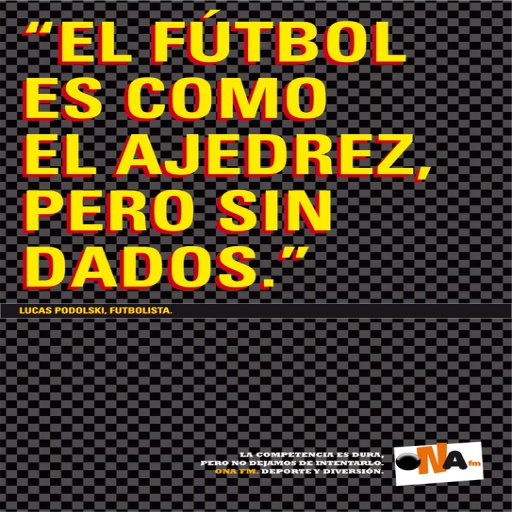 “EL FÚTBOL
ES COMO
EL AJEDREZ,
PERO SIN
DADOS.”
LUCAS PODOLSKI, FUTBOLISTA.
LA COMPETENCIA ES DURA,
PERO NO DEJAMOS DE INTENTARLO.
ONA FM. DEPORTE Y DIVERSIÓN.
ONA fm